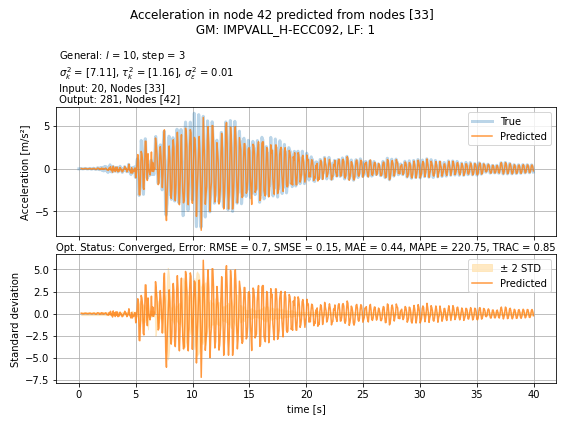 Acceleration in node 42 predicted from nodes [33]
GM: IMPVALL_H-ECC092, LF: 1
General: l = 10, step = 3
σ²ₖ = [7.11], τ²ₖ = [1.16], σ²ε = 0.01
Input: 20, Nodes [33]
Output: 281, Nodes [42]
Acceleration [m/s²]
5
0
−5
True
Predicted
Opt. Status: Converged, Error: RMSE = 0.7, SMSE = 0.15, MAE = 0.44, MAPE = 220.75, TRAC = 0.85
Standard deviation
5.0
2.5
0.0
−2.5
−5.0
−7.5
± 2 STD
Predicted
0 5 10 15 20 25 30 35 40
time [s]